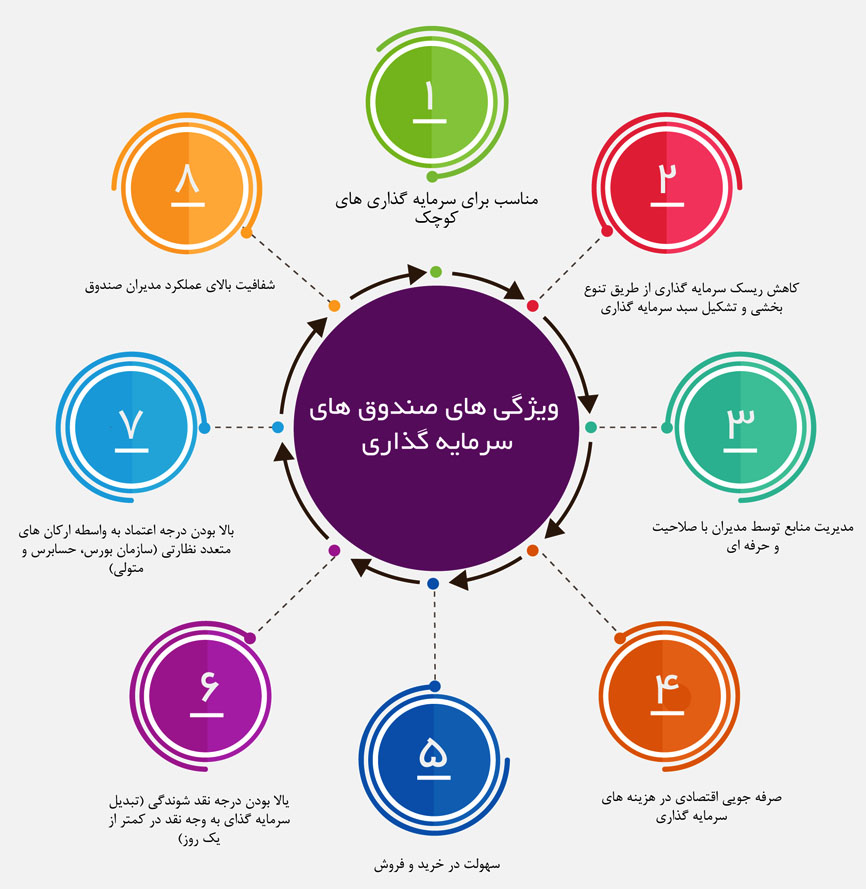 ویژگی های صندوق های
سرمایه گذاری
۱
مناسب برای سرمایه گذاری های
کوچک
۲
کاهش ریسک سرمایه گذاری از طریق تنوع
بخشی و تشکیل سبد سرمایه گذاری
۳
مدیریت منابع توسط مدیران با صلاحیت
و حرفه ای
۴
صرفه جویی اقتصادی در هزینه های
سرمایه گذاری
۵
سهولت در خرید و فروش
۶
یالا بودن درجه نقد شوندگی (تبدیل
سرمایه گذای به وجه نقد در کمتر از
یک روز)
۷
بالا بودن درجه اعتماد به واسطه ارکان های
متعدد نظارتی (سازمان بورس، حسابرس و
متولی)
۸
شفافیت بالای عملکرد مدیران صندوق